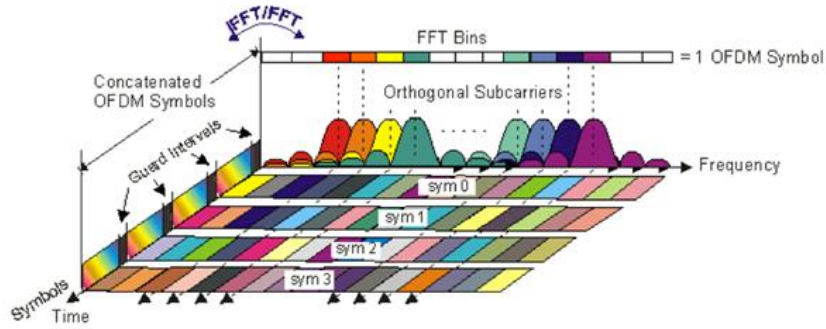 IFFT/FFT
FFT Bins
= 1 OFDM Symbol
Concatenated
OFDM Symbols
Orthogonal Subcarriers
Guard Intervals
Frequency
sym 0
sym 1
sym 2
sym 3
Symbols
Time